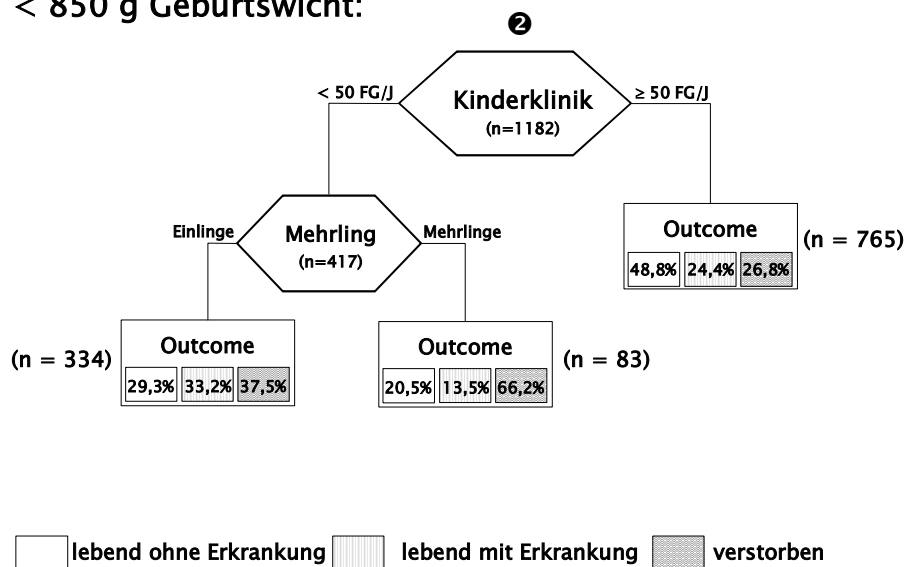 < 850 g Geburtswicht:
❷
< 50 FG/J
Kinderklinik
(n=1182)
≥ 50 FG/J
Einlinge
Mehrling
(n=417)
Mehrlinge
Outcome
48,8% 24,4% 26,8%
(n = 765)
(n = 334)
Outcome
29,3% 33,2% 37,5%
Outcome
20,5% 13,5% 66,2%
(n = 83)
lebend ohne Erkrankung lebend mit Erkrankung verstorben